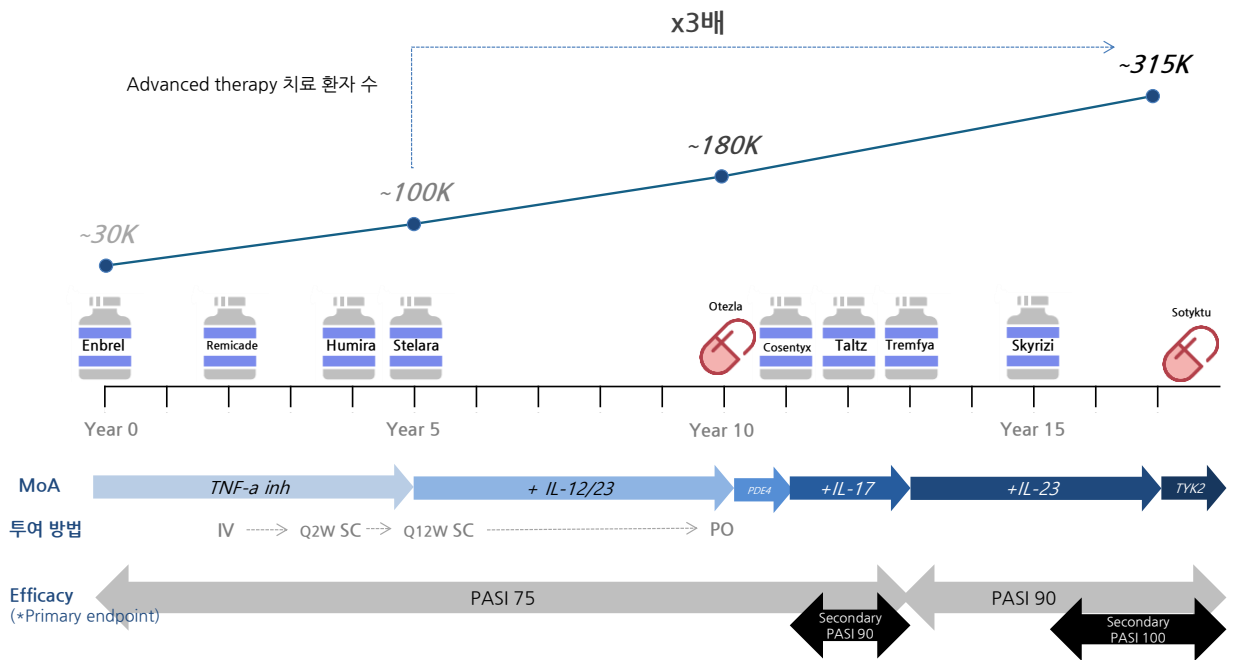 x3배
Advanced therapy 치료 환자 수
~315K
~180K
~100K
~30K
Enbrel
Remicade
Humira
Stelara
Otezla
Cosentyx
Taltz
Tremfya
Skyrizi
Sotyktu
Year 0
Year 5
Year 10
Year 15
MoA
TNF-a inh
+ IL-12/23
PDE4
+IL-17
+IL-23
TYK2
투여 방법
IV
Q2W SC
Q12W SC
PO
Efficacy
(*Primary endpoint)
PASI 75
PASI 90
Secondary
PASI 90
Secondary
PASI 100